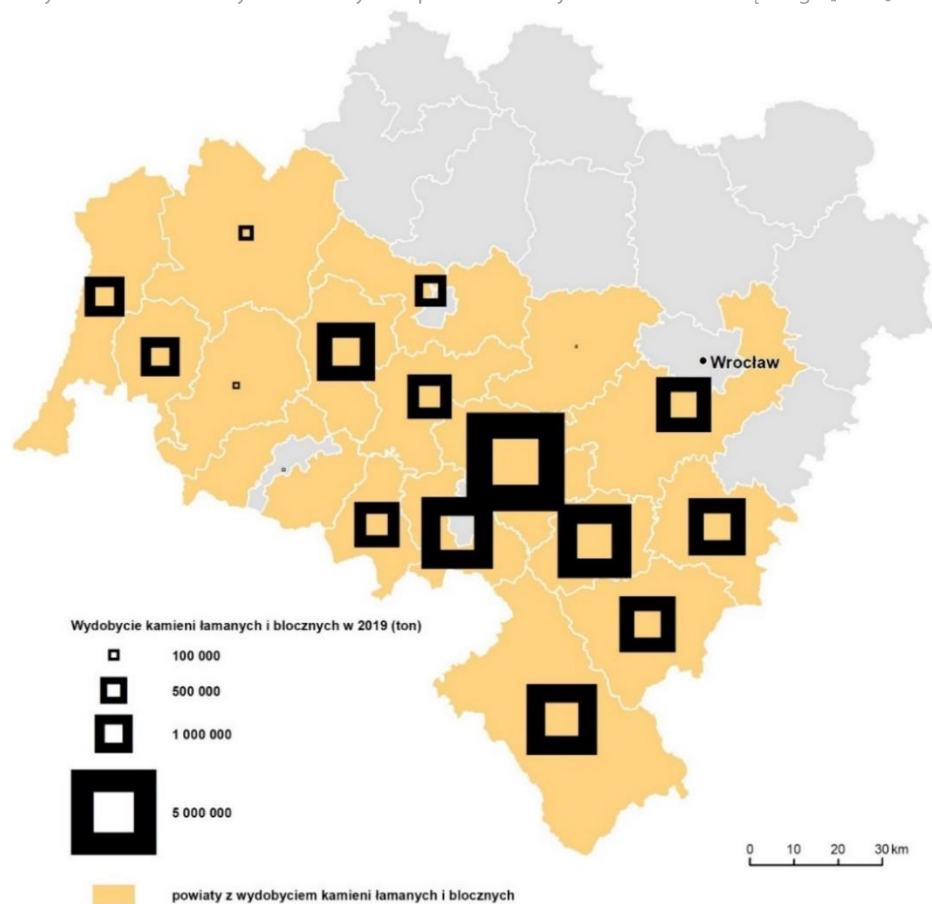 Wrocław
Wydobycie kamieni łamanych i blocznych w 2019 (ton)
100 000
500 000
1 000 000
5 000 000
0 10 20 30 km
powiaty z wydobyciem kamieni łamanych i blocznych